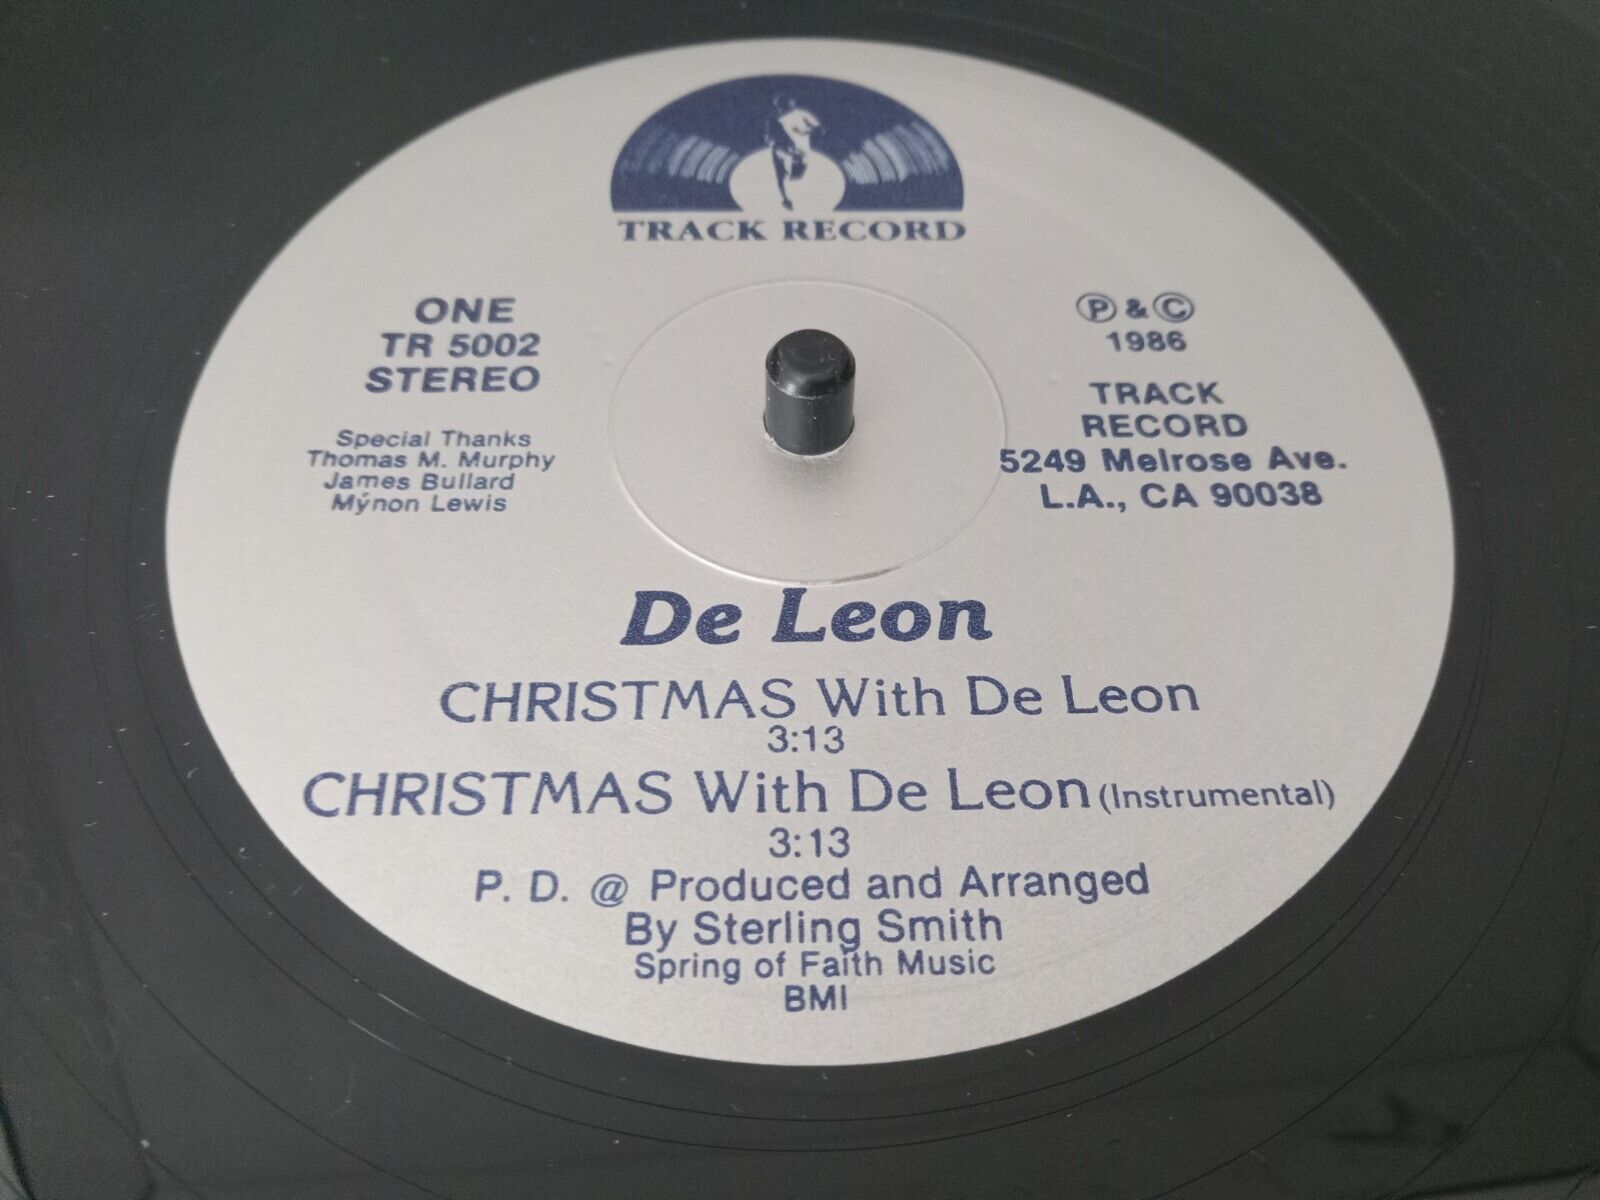 TRACK RECORD
ONE
TR 5002
STEREO
Special Thanks
Thomas M. Murphy
James Bullard
Mýnon Lewis
Ⓟ & Ⓒ
1986
TRACK
RECORD
5249 Melrose Ave.
L.A., CA 90038
De Leon
CHRISTMAS With De Leon
3:13
CHRISTMAS With De Leon (Instrumental)
3:13
P. D. @ Produced and Arranged
By Sterling Smith
Spring of Faith Music
BMI